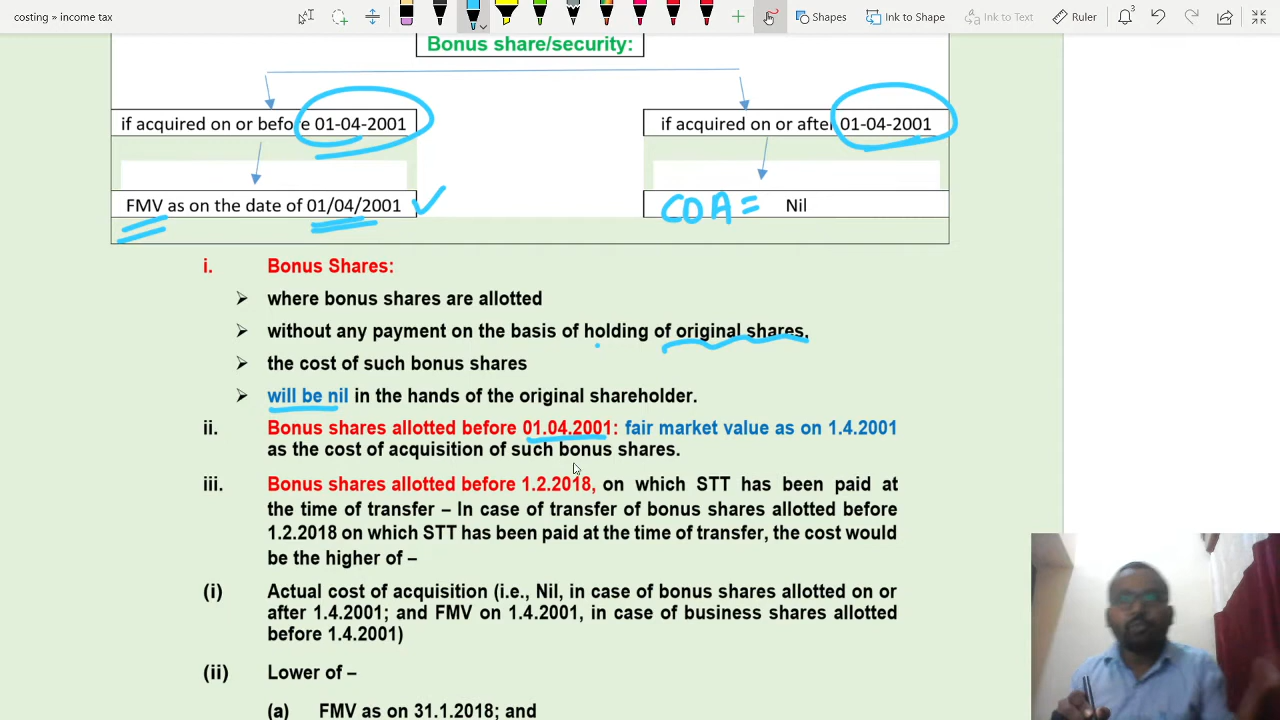 costing » income tax
Shapes
Ink to Shape
Ink to Text
Ruler
3
Bonus share/security:
if acquired on or before 01-04-2001
if acquired on or after 01-04-2001
FMV as on the date of 01/04/2001
COA = Nil
i. Bonus Shares:
➢ where bonus shares are allotted
➢ without any payment on the basis of holding of original shares,
➢ the cost of such bonus shares
➢ will be nil in the hands of the original shareholder.
ii. Bonus shares allotted before 01.04.2001: fair market value as on 1.4.2001
as the cost of acquisition of such bonus shares.
iii. Bonus shares allotted before 1.2.2018, on which STT has been paid at
the time of transfer – In case of transfer of bonus shares allotted before
1.2.2018 on which STT has been paid at the time of transfer, the cost would
be the higher of –
(i) Actual cost of acquisition (i.e., Nil, in case of bonus shares allotted on or
after 1.4.2001; and FMV on 1.4.2001, in case of business shares allotted
before 1.4.2001)
(ii) Lower of –
(a) FMV as on 31.1.2018; and